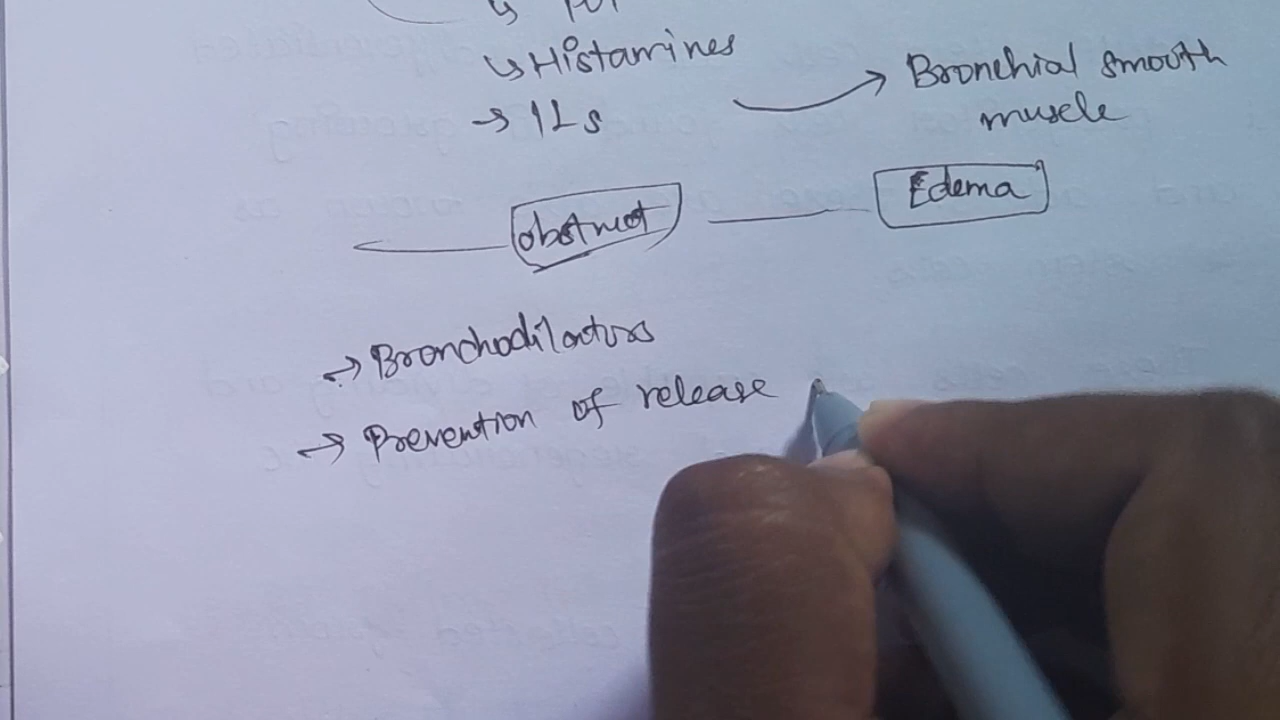 ↳ Histamines
→ ILs → Bronchial smooth
muscle
obstruct Edema
→ Bronchodilators
→ Prevention of release